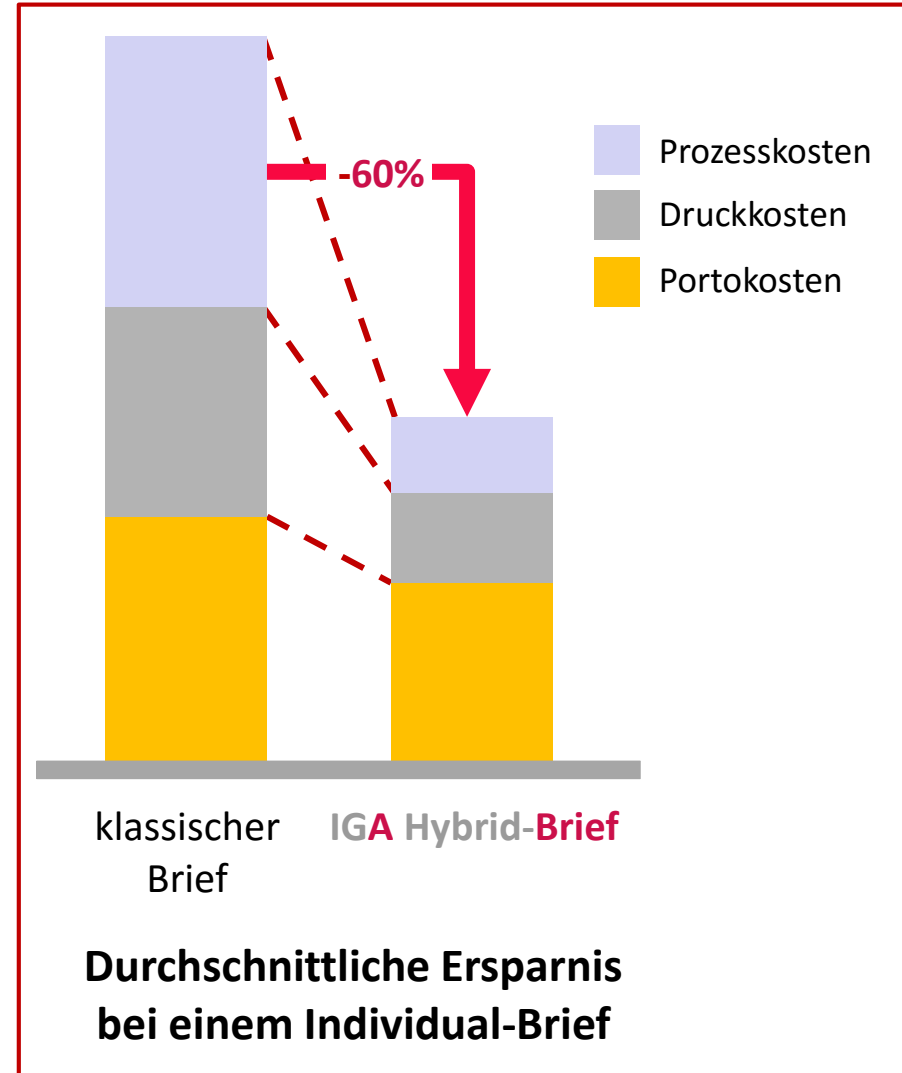 -60%
Prozesskosten
Druckkosten
Portokosten
klassischer
Brief
IGA Hybrid-Brief
Durchschnittliche Ersparnis
bei einem Individual-Brief